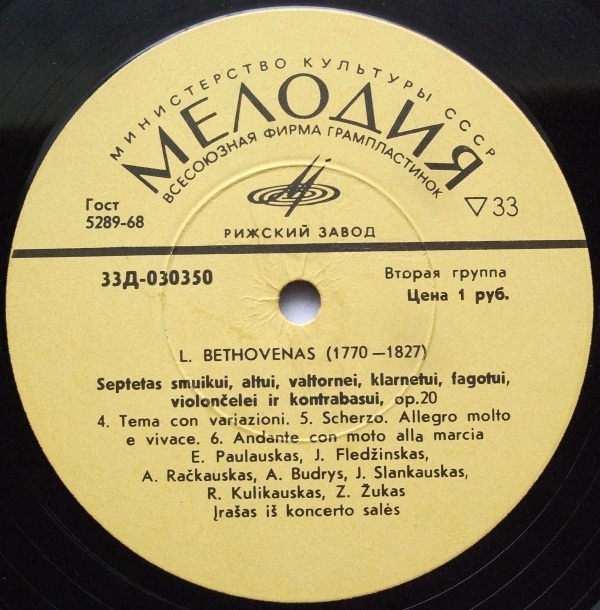 МИНИСТЕРСТВО КУЛЬТУРЫ СССР
МЕЛОДИЯ
ВСЕСОЮЗНАЯ ФИРМА ГРАМПЛАСТИНОК
Гост
5289-68
▽33
РИЖСКИЙ ЗАВОД
33Д-030350
Вторая группа
Цена 1 руб.
L. BETHOVENAS (1770—1827)
Septetas smuikui, altui, valtornei, klarnetui, fagotui,
violončelei ir kontrabasui, op.20
4. Tema con variazioni. 5. Scherzo. Allegro molto
e vivace. 6. Andante con moto alla marcia
E. Paulauskas, J. Fledžinskas,
A. Račkauskas, A. Budrys, J. Slankauskas,
R. Kulikauskas, Z. Žukas
Įrašas iš koncerto salės